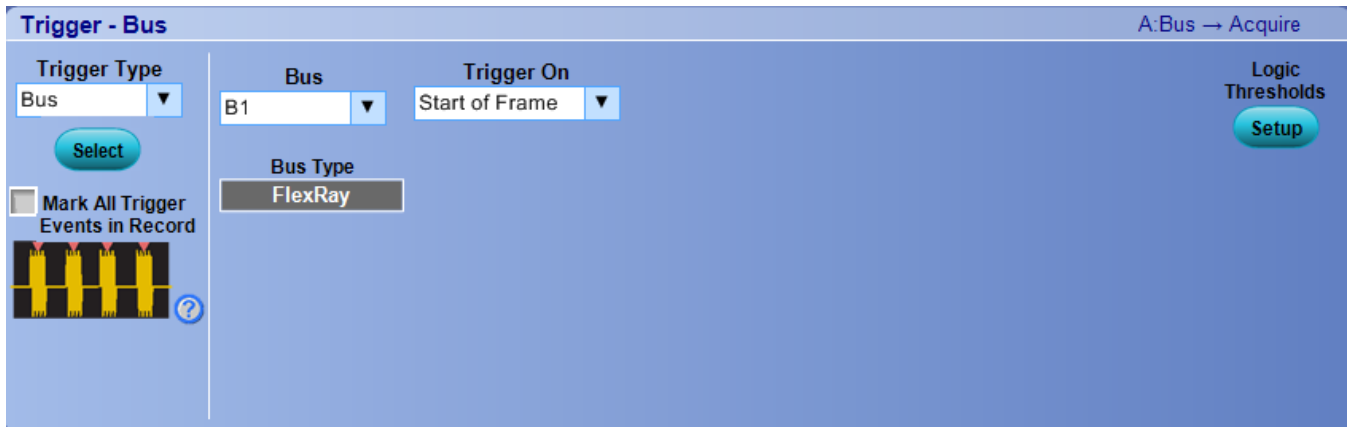 Trigger - Bus
A:Bus → Acquire
Trigger Type
Bus
Select
Mark All Trigger
Events in Record
?
Bus
B1
Trigger On
Start of Frame
Bus Type
FlexRay
Logic
Thresholds
Setup